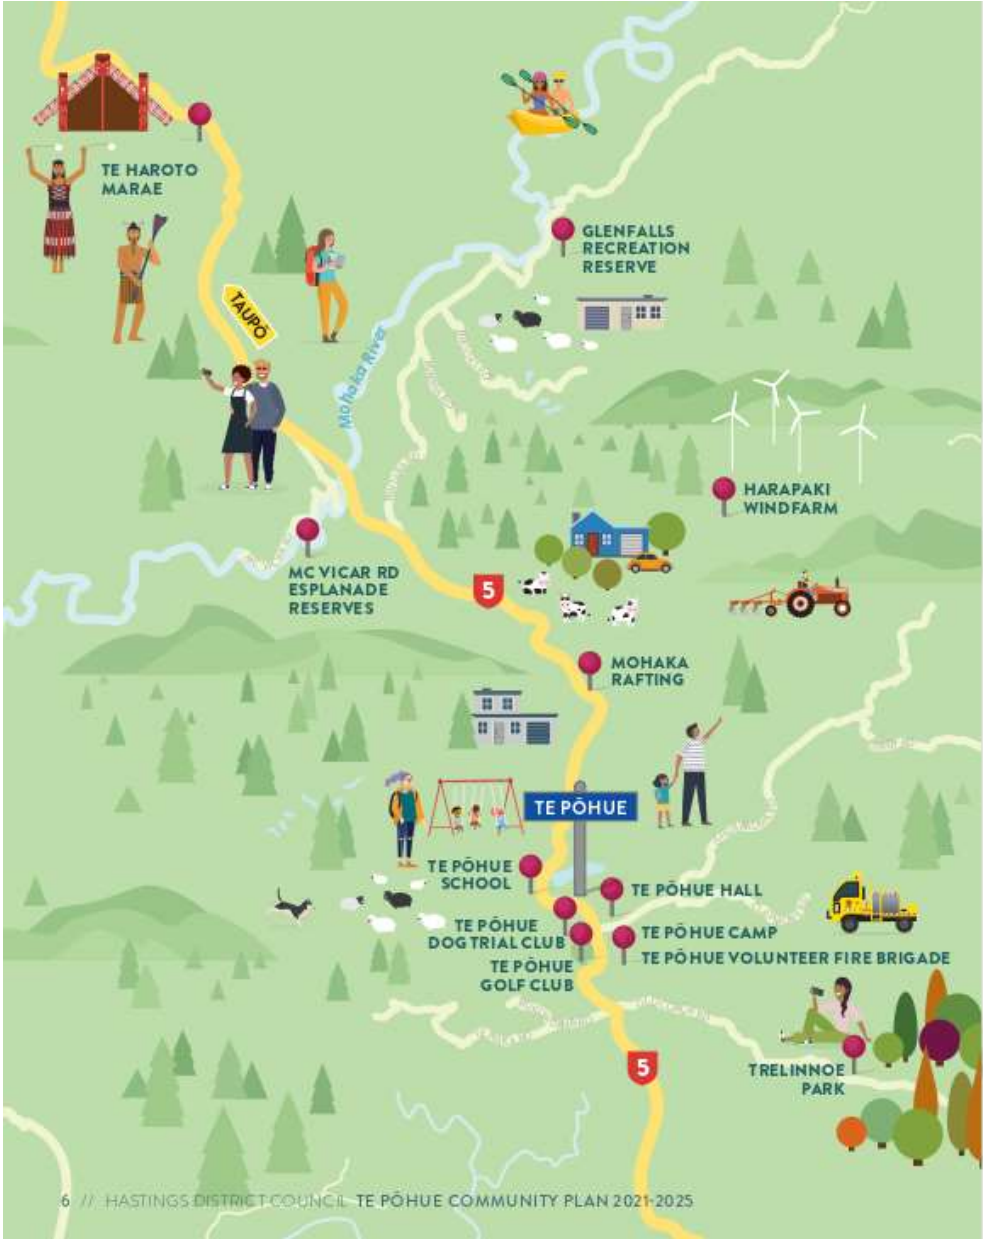 TE HAROTO
MARAE
GLENFALLS
RECREATION
RESERVE
TAUPŌ
Mohaka River
HARAPAKI
WINDFARM
MC VICAR RD
ESPLANADE
RESERVES
5
MOHAKA
RAFTING
TE PŌHUE
TE PŌHUE
SCHOOL
TE PŌHUE HALL
TE PŌHUE
DOG TRIAL CLUB
TE PŌHUE CAMP
TE PŌHUE VOLUNTEER FIRE BRIGADE
TE PŌHUE
GOLF CLUB
5
TRELINNOE
PARK
6 // HASTINGS DISTRICT COUNCIL TE PŌHUE COMMUNITY PLAN 2021-2025